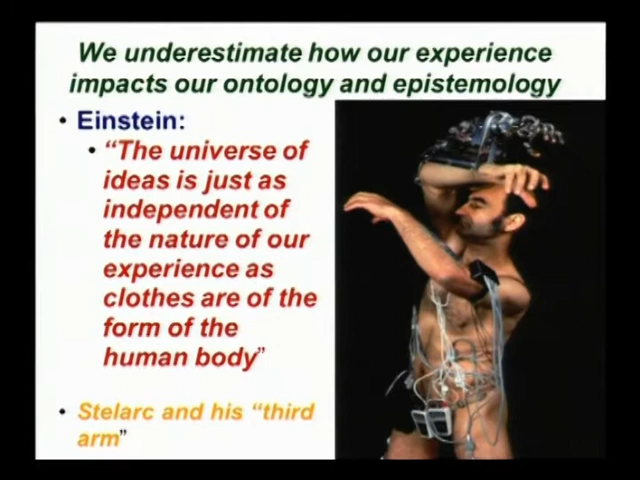 We underestimate how our experience
impacts our ontology and epistemology
• Einstein:
• “The universe of
ideas is just as
independent of
the nature of our
experience as
clothes are of the
form of the
human body”
• Stelarc and his “third
arm”